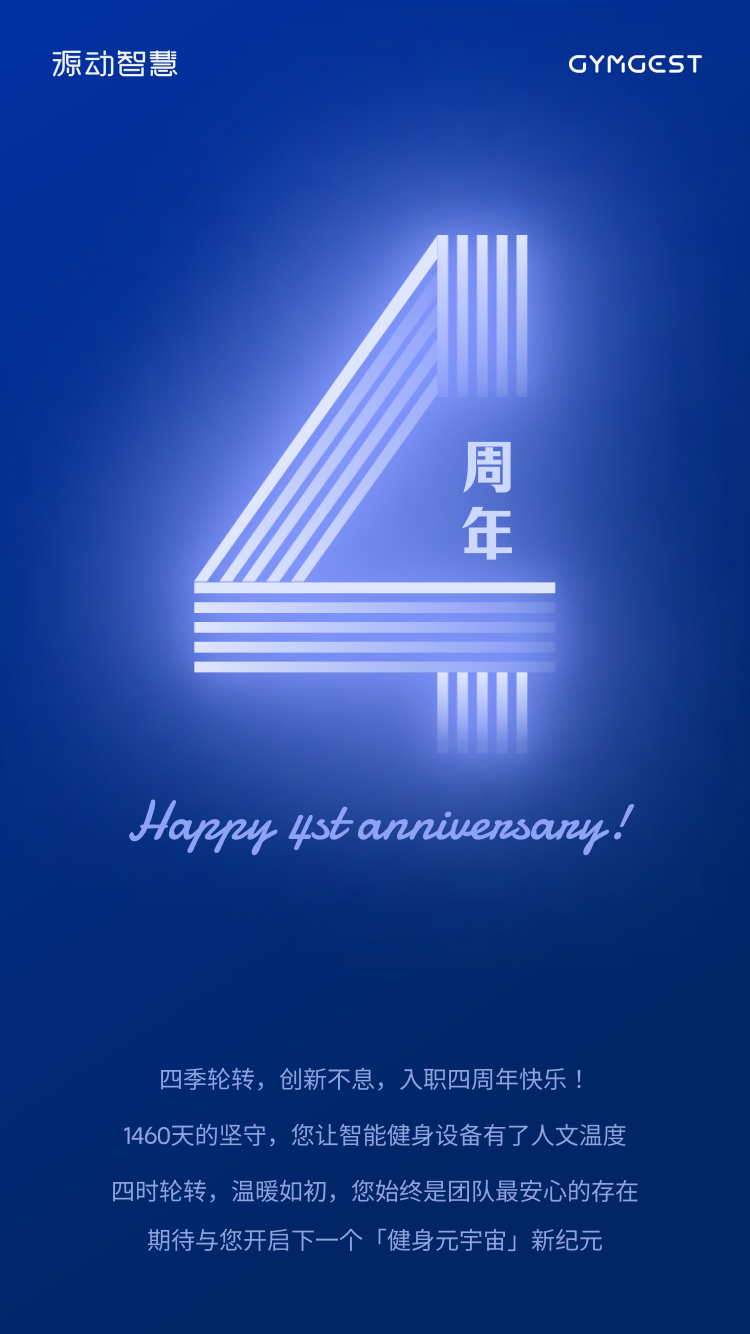 源动智慧
GYMGEST
4
周
年
Happy 4st anniversary!
四季轮转，创新不息，入职四周年快乐！
1460天的坚守，您让智能健身设备有了人文温度
四时轮转，温暖如初，您始终是团队最安心的存在
期待与您开启下一个「健身元宇宙」新纪元